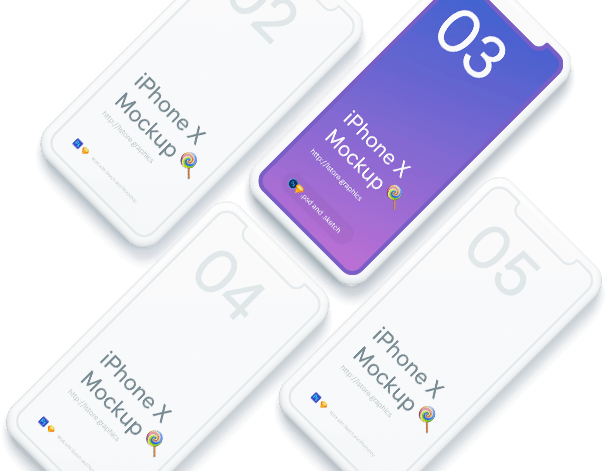 02
iPhone X
Mockup
http://lstore.graphics
03
iPhone X
Mockup
http://lstore.graphics
.psd and .sketch
04
iPhone X
Mockup
http://lstore.graphics
05
iPhone X
Mockup
http://lstore.graphics